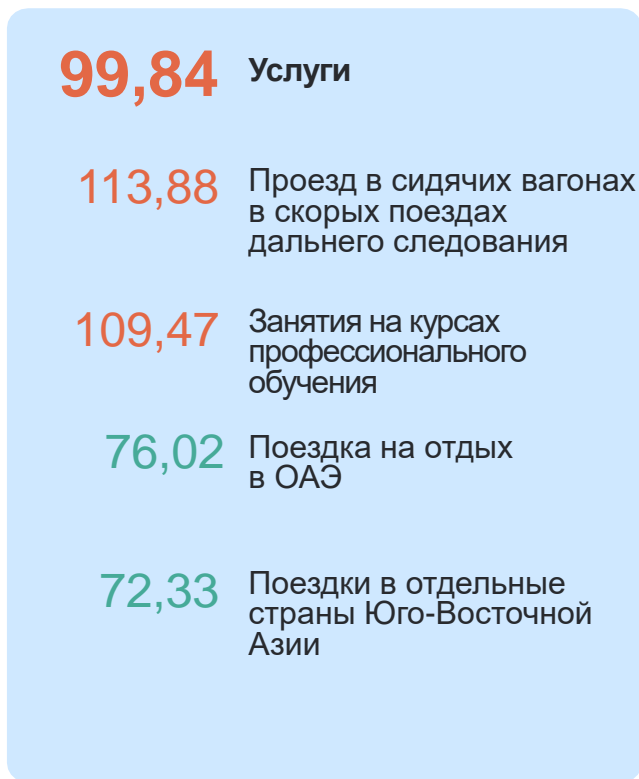 99,84 Услуги
113,88 Проезд в сидячих вагонах
в скорых поездах
дальнего следования
109,47 Занятия на курсах
профессионального
обучения
76,02 Поездка на отдых
в ОАЭ
72,33 Поездки в отдельные
страны Юго-Восточной
Азии